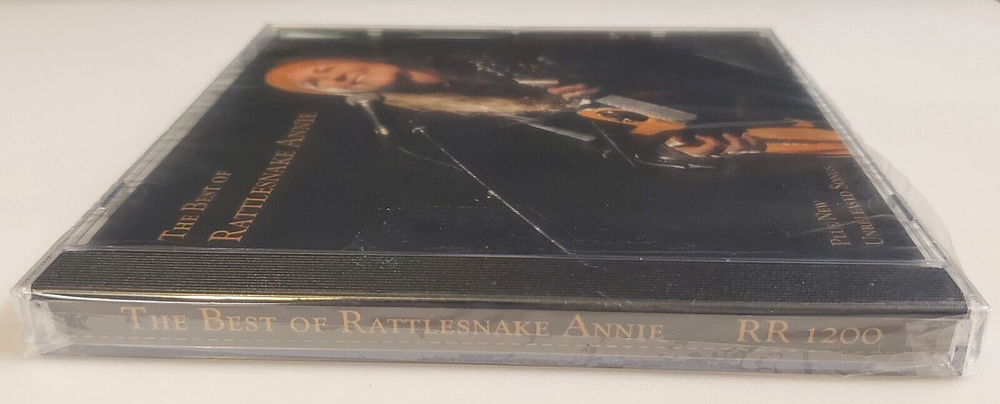 The Best of
Rattlesnake Annie
Plus New
Unreleased Songs
The Best of Rattlesnake Annie RR 1200